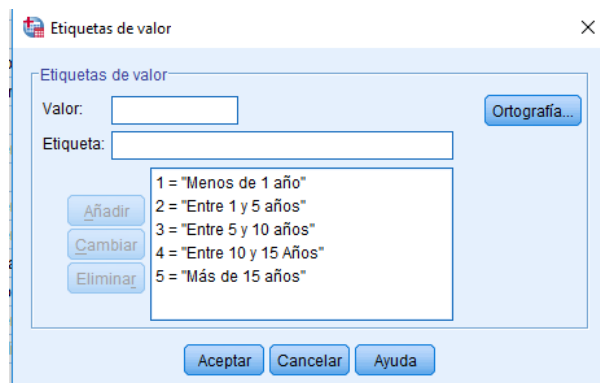 Etiquetas de valor
Etiquetas de valor
Valor:
Ortografía...
Etiqueta:
1 = "Menos de 1 año"
2 = "Entre 1 y 5 años"
3 = "Entre 5 y 10 años"
4 = "Entre 10 y 15 Años"
5 = "Más de 15 años"
Añadir
Cambiar
Eliminar
Aceptar Cancelar Ayuda